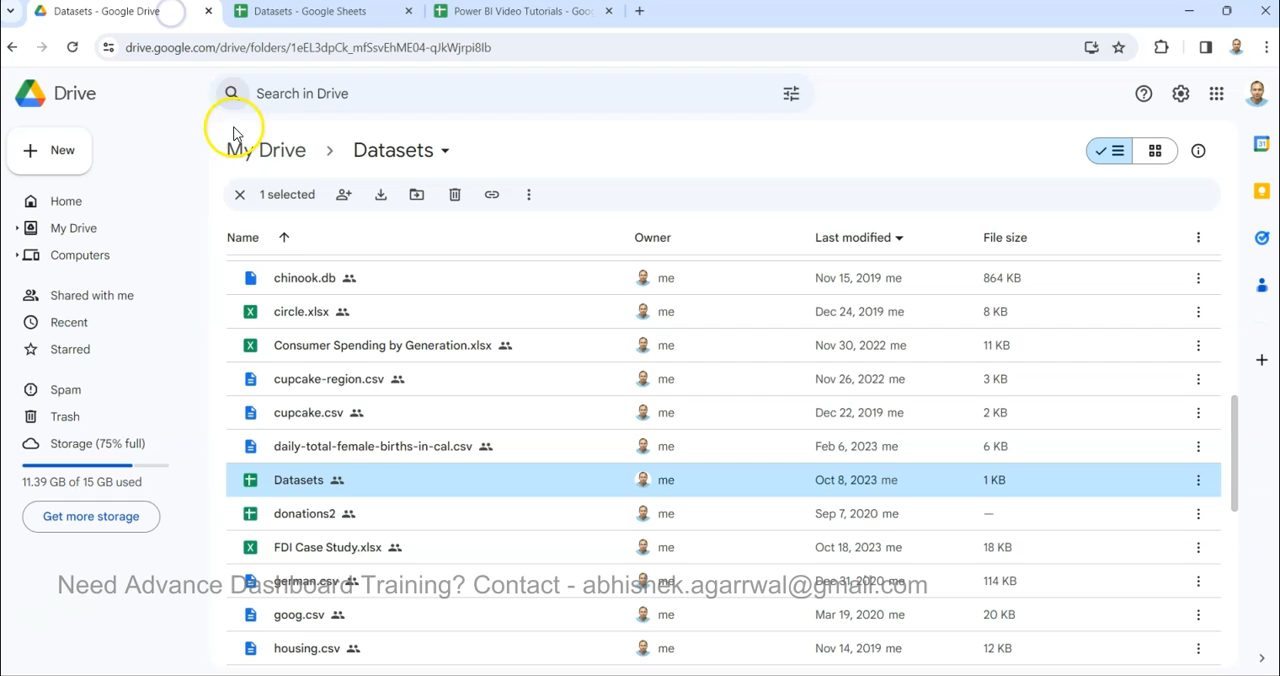 Datasets - Google Drive
Datasets - Google Sheets
Power BI Video Tutorials - Goo
drive.google.com/drive/folders/1eEL3dpCk_mfSsvEhME04-qJkWjrpi8Ib
Drive
Search in Drive
New
My Drive > Datasets
1 selected
Home
My Drive
Computers
Shared with me
Recent
Starred
Spam
Trash
Storage (75% full)
11.39 GB of 15 GB used
Get more storage
Name Owner Last modified File size
chinook.db me Nov 15, 2019 me 864 KB
circle.xlsx me Dec 24, 2019 me 8 KB
Consumer Spending by Generation.xlsx me Nov 30, 2022 me 11 KB
cupcake-region.csv me Nov 26, 2022 me 3 KB
cupcake.csv me Dec 22, 2019 me 2 KB
daily-total-female-births-in-cal.csv me Feb 6, 2023 me 6 KB
Datasets me Oct 8, 2023 me 1 KB
donations2 me Sep 7, 2020 me —
FDI Case Study.xlsx me Oct 18, 2023 me 18 KB
german.csv me Dec 31, 2020 me 114 KB
Need Advance Dashboard Training? Contact - abhishek.agarrwal@gmail.com
goog.csv me Mar 19, 2020 me 20 KB
housing.csv me Nov 14, 2019 me 12 KB